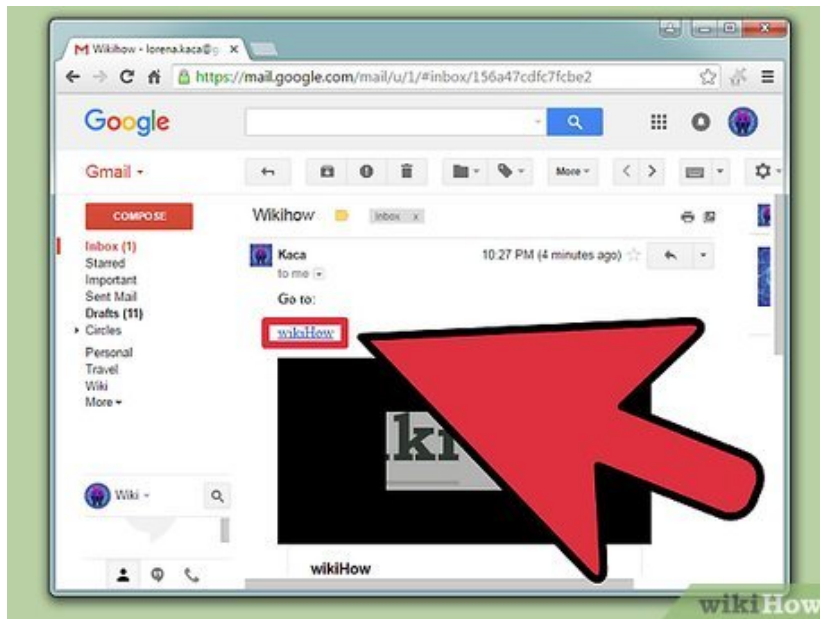 Wikihow - lorena.kaca@g
https://mail.google.com/mail/u/1/#inbox/156a47cdfc7fcbe2
Google
Gmail
More
COMPOSE
Wikihow
Inbox x
Inbox (1)
Starred
Important
Sent Mail
Drafts (11)
Circles
Personal
Travel
Wiki
More
Kaca
10:27 PM (4 minutes ago)
to me
Go to:
wikiHow
ki
Wiki
wikiHow
wikiHow